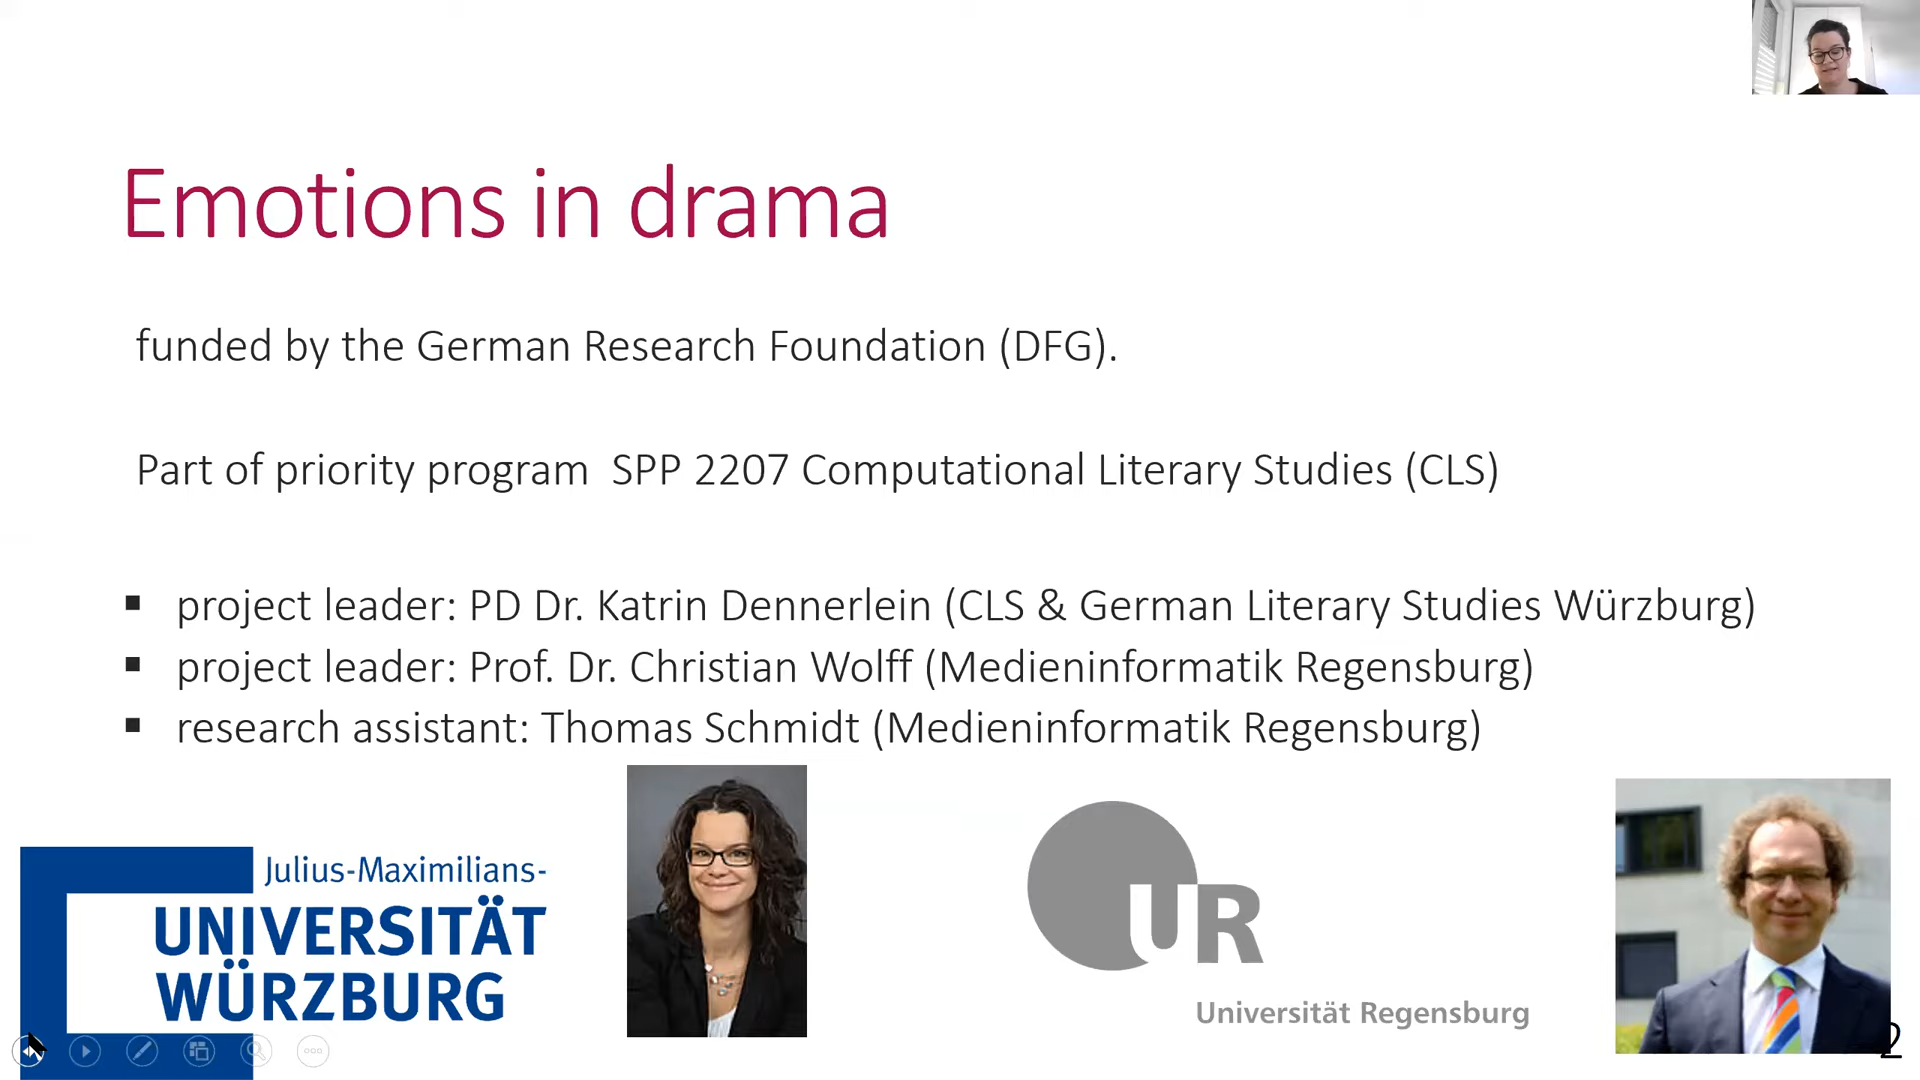 Emotions in drama
funded by the German Research Foundation (DFG).
Part of priority program  SPP 2207 Computational Literary Studies (CLS)
▪ project leader: PD Dr. Katrin Dennerlein (CLS & German Literary Studies Würzburg)
▪ project leader: Prof. Dr. Christian Wolff (Medieninformatik Regensburg)
▪ research assistant: Thomas Schmidt (Medieninformatik Regensburg)
Julius-Maximilians-
UNIVERSITÄT
WÜRZBURG
UR
Universität Regensburg
2